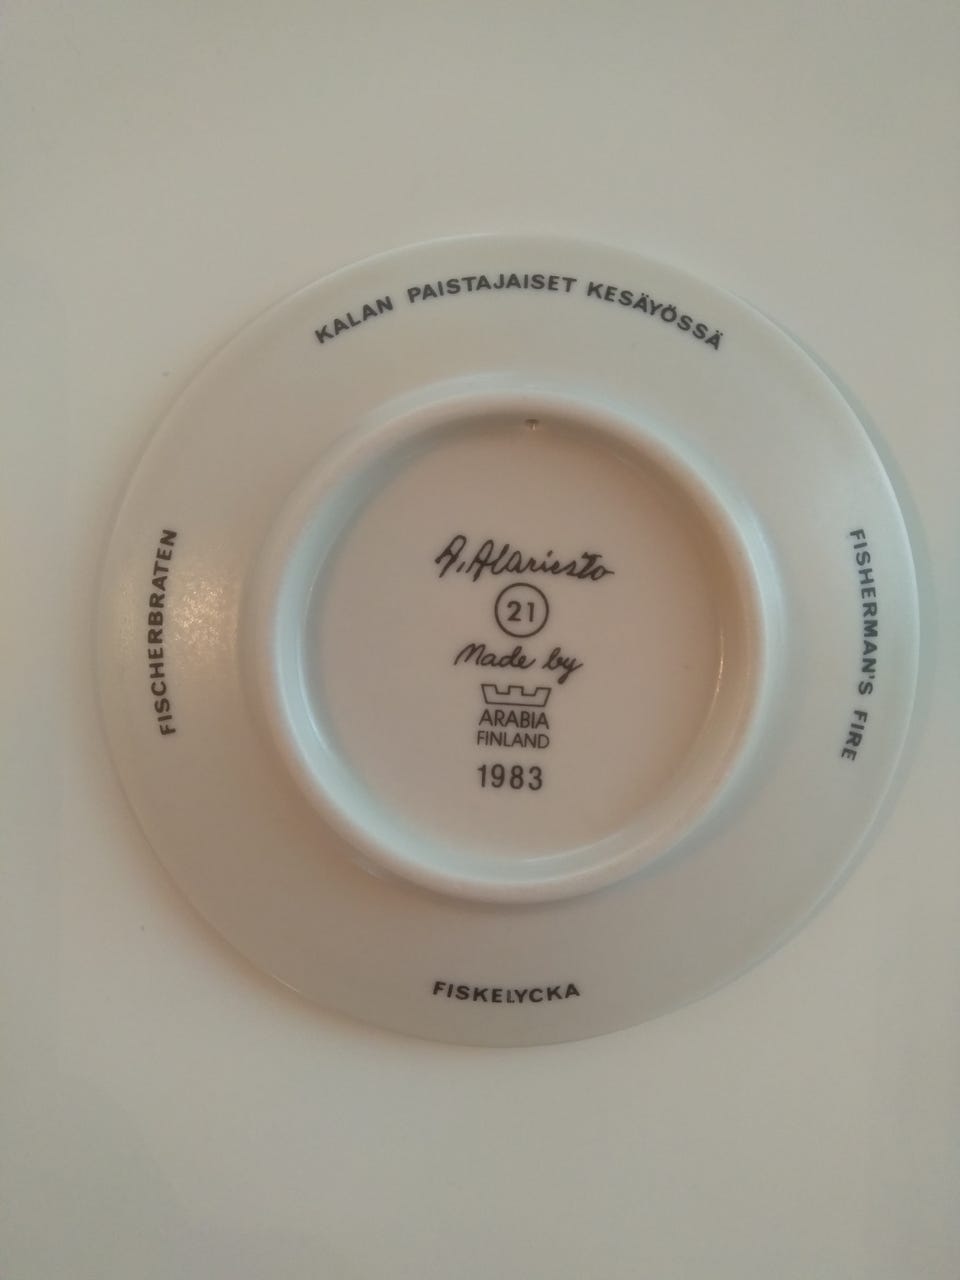 KALAN PAISTAJAISET KESÄYÖSSÄ
FISCHERBRATEN
FISHERMAN'S FIRE
A. Alariesto
21
Made by
ARABIA
FINLAND
1983
FISKELYCKA